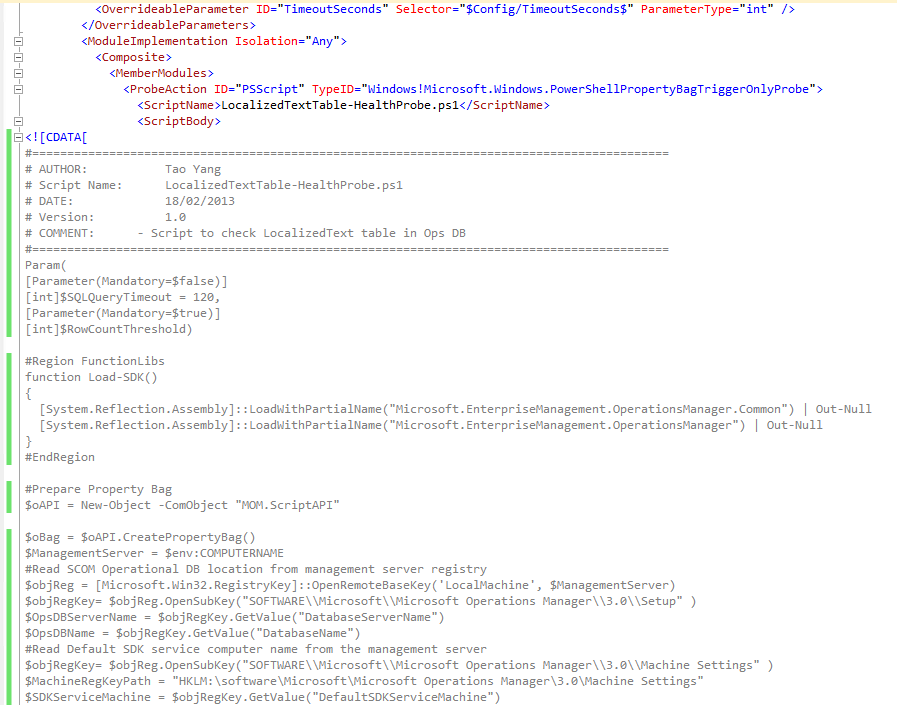 <OverrideableParameter ID="TimeoutSeconds" Selector="$Config/TimeoutSeconds$" ParameterType="int" />
</OverrideableParameters>
<ModuleImplementation Isolation="Any">
<Composite>
<MemberModules>
<ProbeAction ID="PSScript" TypeID="Windows!Microsoft.Windows.PowerShellPropertyBagTriggerOnlyProbe">
<ScriptName>LocalizedTextTable-HealthProbe.ps1</ScriptName>
<ScriptBody>
<![CDATA[
#===========================================================================================
# AUTHOR: Tao Yang
# Script Name: LocalizedTextTable-HealthProbe.ps1
# DATE: 18/02/2013
# Version: 1.0
# COMMENT: - Script to check LocalizedText table in Ops DB
#===========================================================================================
Param(
[Parameter(Mandatory=$false)]
[int]$SQLQueryTimeout = 120,
[Parameter(Mandatory=$true)]
[int]$RowCountThreshold)
#Region FunctionLibs
function Load-SDK()
{
[System.Reflection.Assembly]::LoadWithPartialName("Microsoft.EnterpriseManagement.OperationsManager.Common") | Out-Null
[System.Reflection.Assembly]::LoadWithPartialName("Microsoft.EnterpriseManagement.OperationsManager") | Out-Null
}
#EndRegion
#Prepare Property Bag
$oAPI = New-Object -ComObject "MOM.ScriptAPI"
$oBag = $oAPI.CreatePropertyBag()
$ManagementServer = $env:COMPUTERNAME
#Read SCOM Operational DB location from management server registry
$objReg = [Microsoft.Win32.RegistryKey]::OpenRemoteBaseKey('LocalMachine', $ManagementServer)
$objRegKey= $objReg.OpenSubKey("SOFTWARE\\Microsoft\\Microsoft Operations Manager\\3.0\\Setup" )
$OpsDBServerName = $objRegKey.GetValue("DatabaseServerName")
$OpsDBName = $objRegKey.GetValue("DatabaseName")
#Read Default SDK service computer name from the management server
$objRegKey= $objReg.OpenSubKey("SOFTWARE\\Microsoft\\Microsoft Operations Manager\\3.0\\Machine Settings" )
$MachineRegKeyPath = "HKLM:\software\Microsoft\Microsoft Operations Manager\3.0\Machine Settings"
$SDKServiceMachine = $objRegKey.GetValue("DefaultSDKServiceMachine")